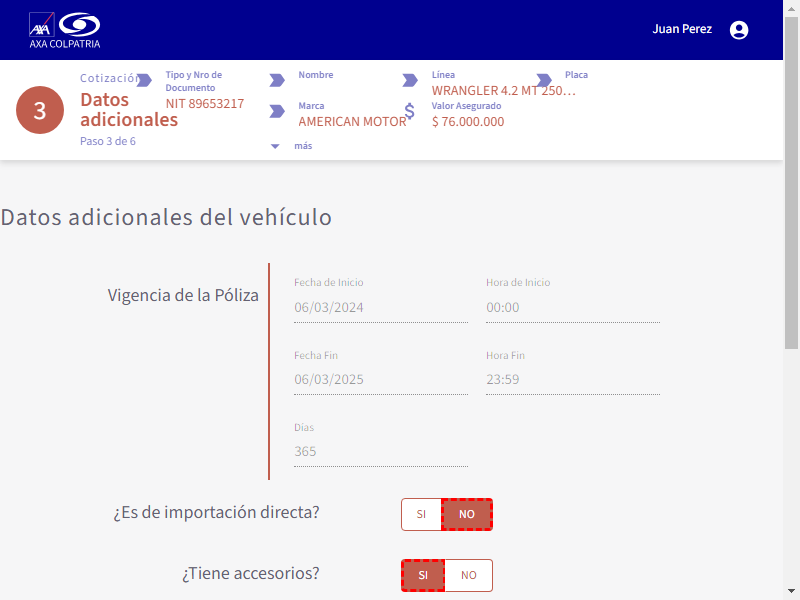 AXA
AXA COLPATRIA
Juan Perez
3
Cotización
Datos
adicionales
Paso 3 de 6
Tipo y Nro de
Documento
NIT 89653217
Nombre
Marca
AMERICAN MOTOR
más
Línea
WRANGLER 4.2 MT 250...
Valor Asegurado
$
$ 76.000.000
Placa
Datos adicionales del vehículo
Vigencia de la Póliza
Fecha de Inicio
06/03/2024
Hora de Inicio
00:00
Fecha Fin
06/03/2025
Hora Fin
23:59
Días
365
¿Es de importación directa?
SI
NO
¿Tiene accesorios?
SI
NO